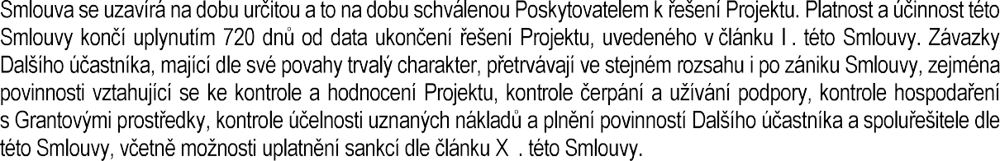 Smlouva se uzavírá na dobu určitou a to na dobu schválenou Poskytovatelem k řešení Projektu. Platnost a účinnost této
Smlouvy končí uplynutím 720 dnů od data ukončení řešení Projektu, uvedeného v článku I . této Smlouvy. Závazky
Dalšího účastníka, mající dle své povahy trvalý charakter, přetrvávají ve stejném rozsahu i po zániku Smlouvy, zejména
povinnosti vztahující se ke kontrole a hodnocení Projektu, kontrole čerpání a užívání podpory, kontrole hospodaření
s Grantovými prostředky, kontrole účelnosti uznaných nákladů a plnění povinností Dalšího účastníka a spoluřešitele dle
této Smlouvy, včetně možnosti uplatnění sankcí dle článku X . této Smlouvy.